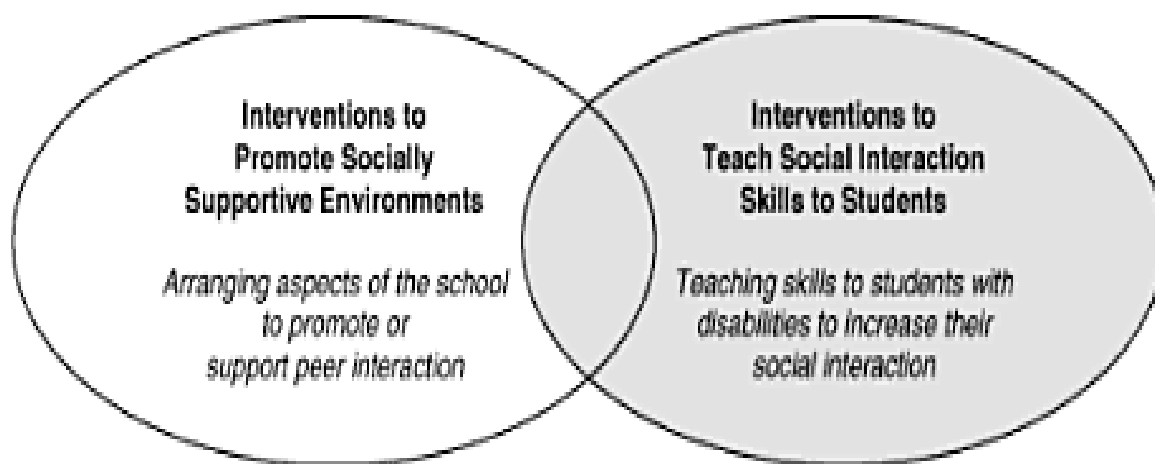 Interventions to
Promote Socially
Supportive Environments
Arranging aspects of the school
to promote or
support peer interaction
Interventions to
Teach Social Interaction
Skills to Students
Teaching skills to students with
disabilities to increase their
social interaction